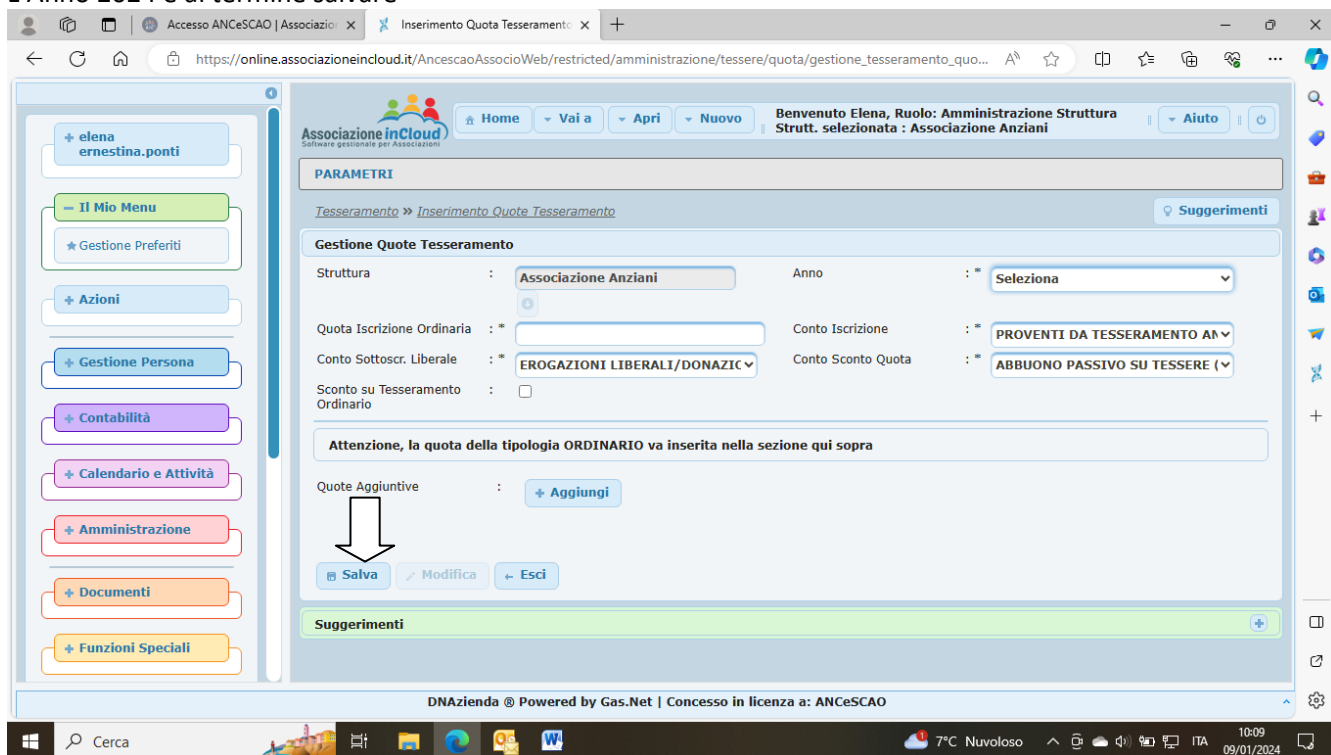 L'Anno 2024 e al termine salvare
Accesso ANCeSCAO | Associazion
Inserimento Quota Tesseramento
https://online.associazioneincloud.it/AncescaoAssocioWeb/restricted/amministrazione/tessere/quota/gestione_tesseramento_quo...
+ elena ernestina.ponti
– Il Mio Menu
Gestione Preferiti
+ Azioni
+ Gestione Persona
+ Contabilità
+ Calendario e Attività
+ Amministrazione
+ Documenti
+ Funzioni Speciali
Associazione inCloud
Software gestionale per Associazioni
Home
Vai a
Apri
Nuovo
Benvenuto Elena, Ruolo: Amministrazione Struttura
Strutt. selezionata : Associazione Anziani
Aiuto
PARAMETRI
Tesseramento » Inserimento Quote Tesseramento
Suggerimenti
Gestione Quote Tesseramento
Struttura : Associazione Anziani
Anno : * Seleziona
Quota Iscrizione Ordinaria : *
Conto Iscrizione : * PROVENTI DA TESSERAMENTO AN
Conto Sottoscr. Liberale : * EROGAZIONI LIBERALI/DONAZIC
Conto Sconto Quota : * ABBUONO PASSIVO SU TESSERE (
Sconto su Tesseramento Ordinario :
Attenzione, la quota della tipologia ORDINARIO va inserita nella sezione qui sopra
Quote Aggiuntive : + Aggiungi
Salva
Modifica
Esci
Suggerimenti
DNAzienda ® Powered by Gas.Net | Concesso in licenza a: ANCeSCAO
Cerca
7°C Nuvoloso
ITA
10:09
09/01/2024